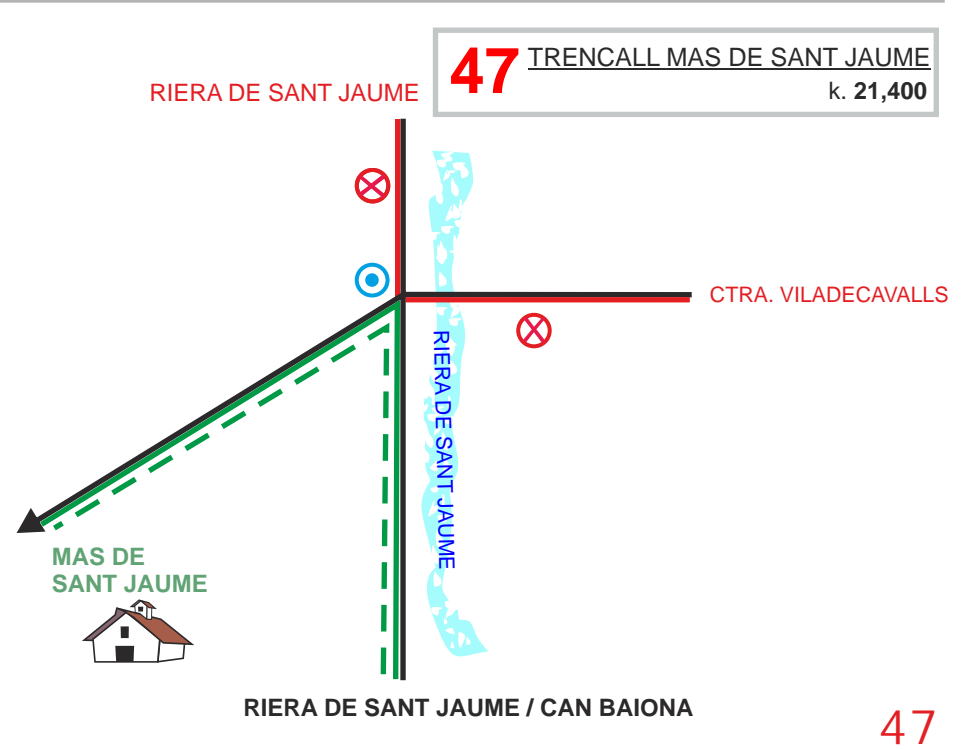 47 TRENCALL MAS DE SANT JAUME
k. 21,400
RIERA DE SANT JAUME
CTRA. VILADECAVALLS
RIERA DE SANT JAUME
MAS DE
SANT JAUME
RIERA DE SANT JAUME / CAN BAIONA
47